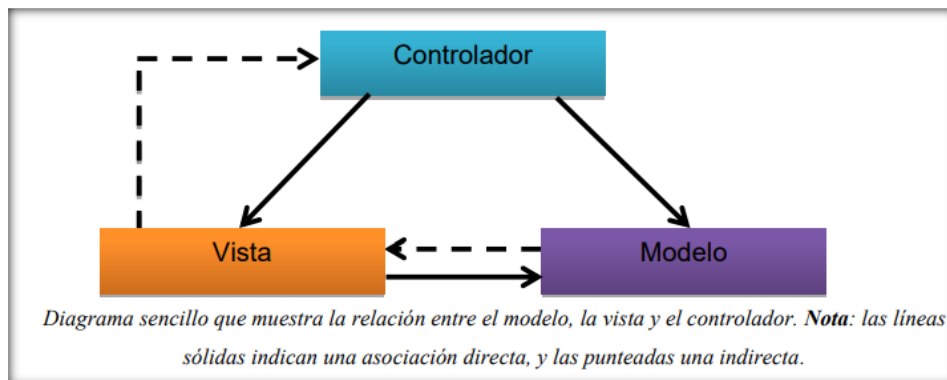 Controlador
Vista
Modelo
Diagrama sencillo que muestra la relación entre el modelo, la vista y el controlador. Nota: las líneas
sólidas indican una asociación directa, y las punteadas una indirecta.